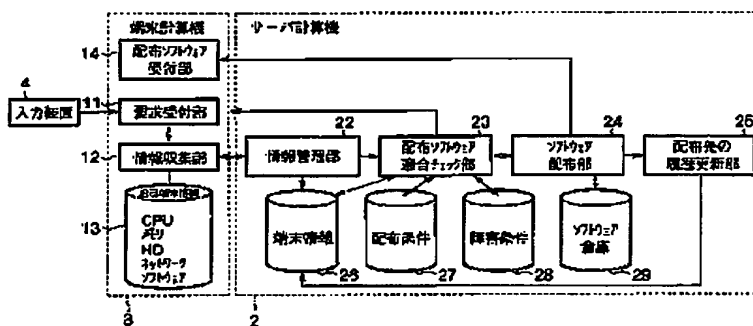 端末計算機
サーバ計算機
14
配布ソフトウェア
受付部
4
入力装置
11
要求受付部
22
23
24
25
12
情報収集部
情報管理部
配布ソフトウェア
適合チェック部
ソフトウェア
配布部
配布先の
履歴更新部
13
CPU
メモリ
HD
ネットワーク
ソフトウェア
端末情報
配布条件
障害条件
ソフトウェア
倉庫
26
27
28
29
3
2